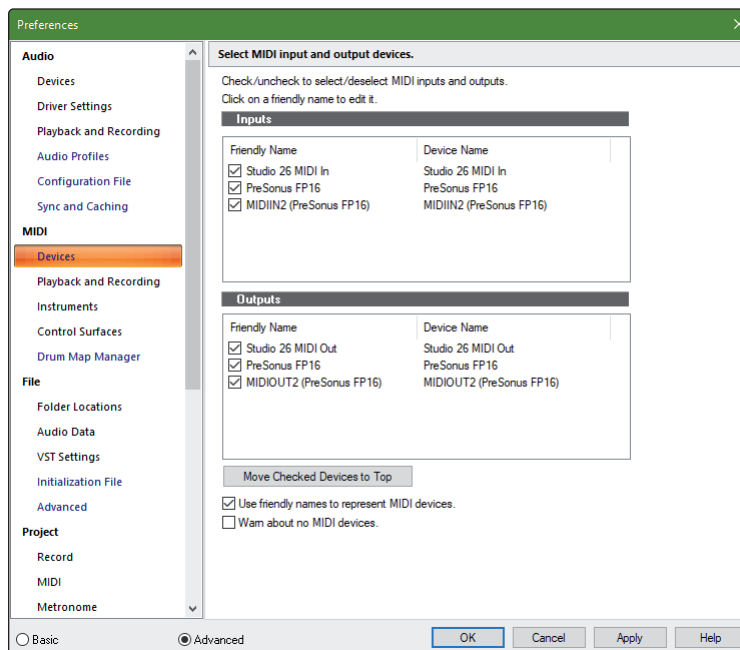 Preferences
Audio
Devices
Driver Settings
Playback and Recording
Audio Profiles
Configuration File
Sync and Caching
MIDI
Devices
Playback and Recording
Instruments
Control Surfaces
Drum Map Manager
File
Folder Locations
Audio Data
VST Settings
Initialization File
Advanced
Project
Record
MIDI
Metronome
Basic
Advanced
Select MIDI input and output devices.
Check/uncheck to select/deselect MIDI inputs and outputs.
Click on a friendly name to edit it.
Inputs
Friendly Name Device Name
Studio 26 MIDI In Studio 26 MIDI In
PreSonus FP16 PreSonus FP16
MIDIIN2 (PreSonus FP16) MIDIIN2 (PreSonus FP16)
Outputs
Friendly Name Device Name
Studio 26 MIDI Out Studio 26 MIDI Out
PreSonus FP16 PreSonus FP16
MIDIOUT2 (PreSonus FP16) MIDIOUT2 (PreSonus FP16)
Move Checked Devices to Top
Use friendly names to represent MIDI devices.
Warn about no MIDI devices.
OK Cancel Apply Help